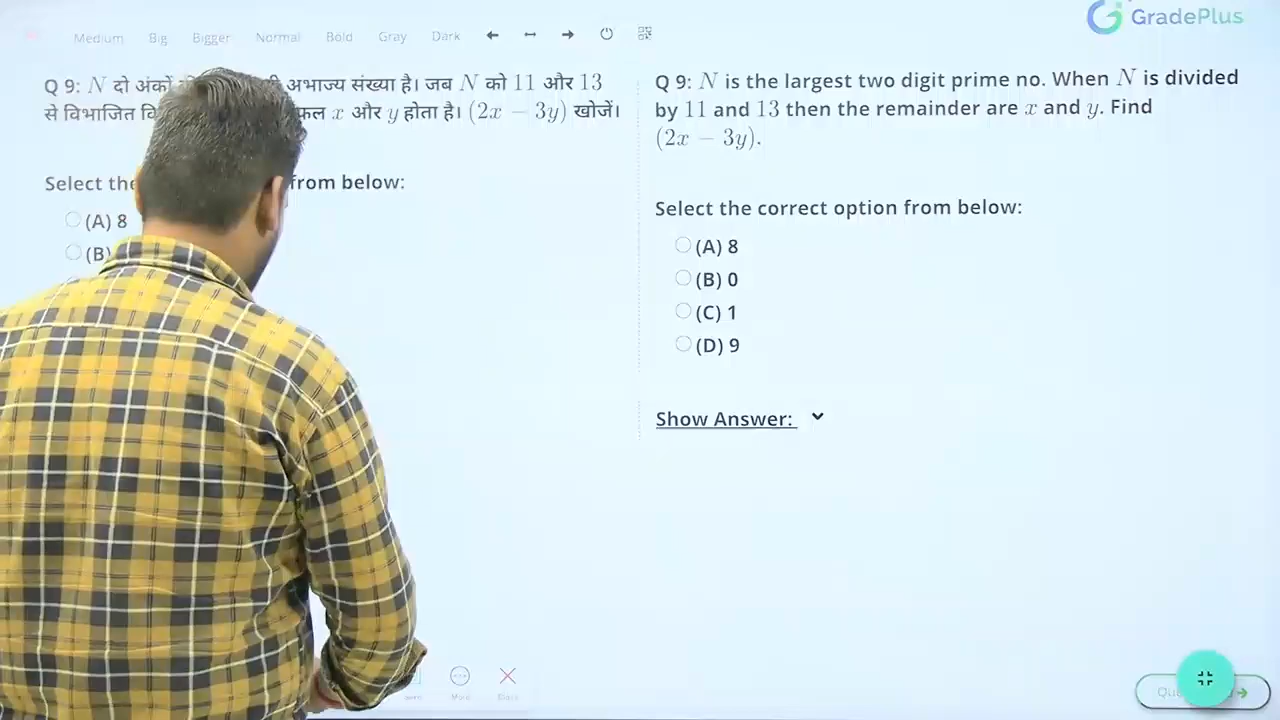 GradePlus
Medium Big Bigger Normal Bold Gray Dark
Q 9: N दो अंकों अभाज्य संख्या है। जब N को 11 और 13
से विभाजित x और y होता है। (2x − 3y) खोजें।
Select the from below:
(A) 8
(B)
Q 9: N is the largest two digit prime no. When N is divided
by 11 and 13 then the remainder are x and y. Find
(2x − 3y).
Select the correct option from below:
(A) 8
(B) 0
(C) 1
(D) 9
Show Answer:
More